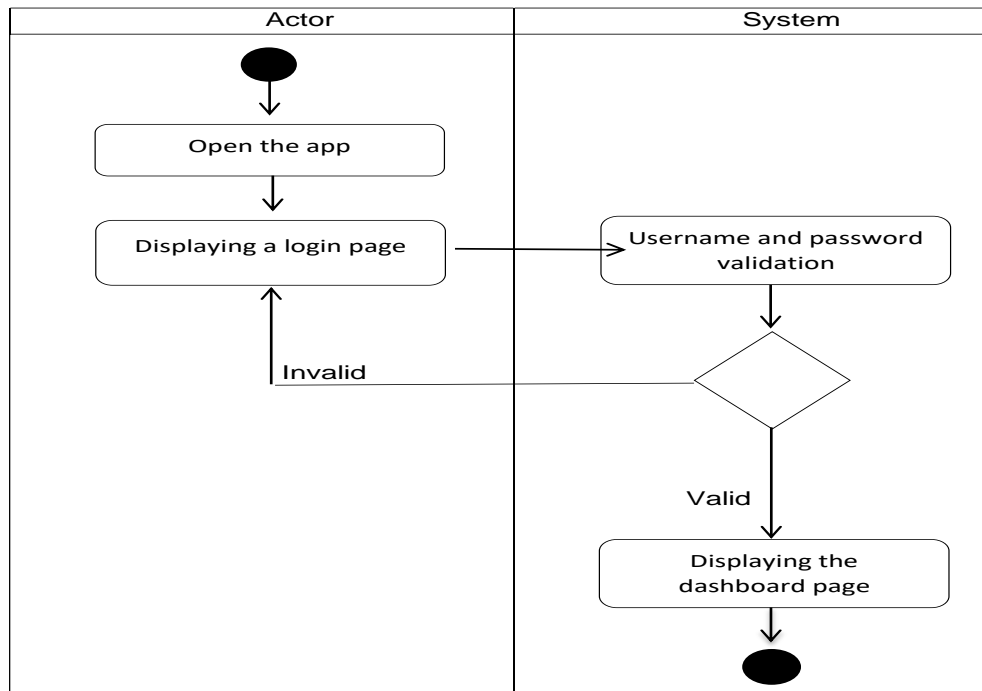 Actor
System
Open the app
Displaying a login page
Username and password
validation
Invalid
Valid
Displaying the
dashboard page